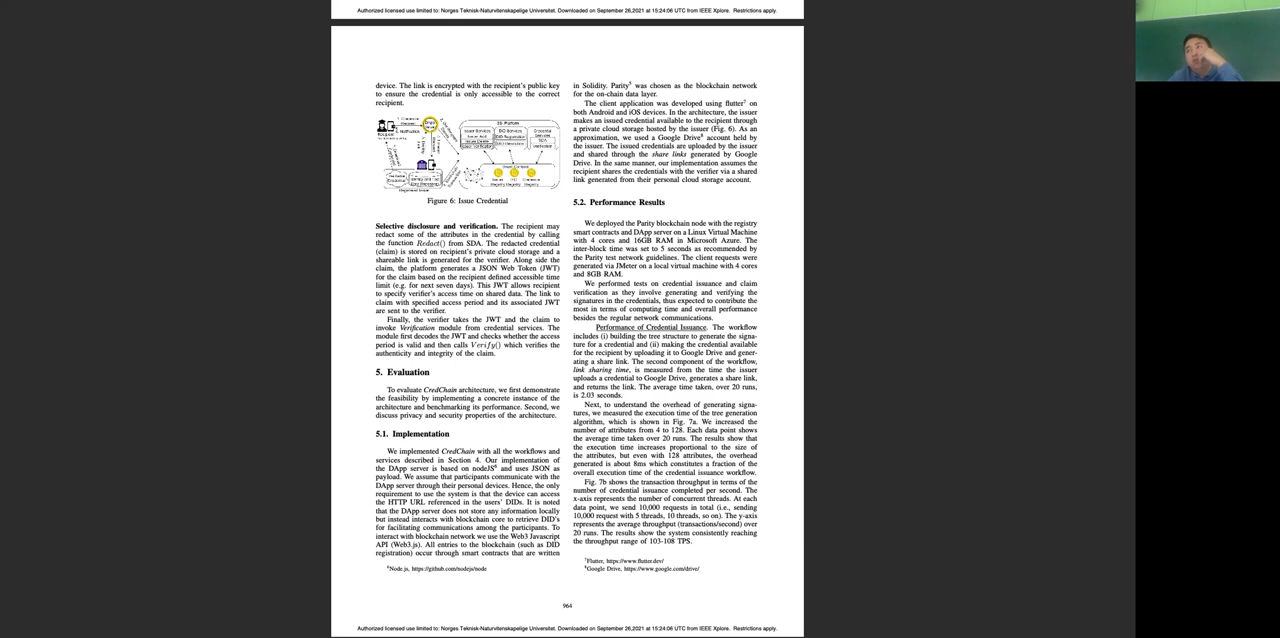 Authorized licensed use limited to: Norges Teknisk-Naturvitenskapelige Universitet. Downloaded on September 26,2021 at 15:24:06 UTC from IEEE Xplore. Restrictions apply.
device. The link is encrypted with the recipient's public key
to ensure the credential is only accessible to the correct
recipient.
Figure 6: Issue Credential
Selective disclosure and verification. The recipient may
redact some of the attributes in the credential by calling
the function Redact() from SDA. The redacted credential
(claim) is stored on recipient's private cloud storage and a
shareable link is generated for the verifier. Along side the
claim, the platform generates a JSON Web Token (JWT)
for the claim based on the recipient defined accessible time
limit (e.g. for next seven days). This JWT allows recipient
to specify verifier's access time on shared data. The link to
claim with specified access period and its associated JWT
are sent to the verifier.
Finally, the verifier takes the JWT and the claim to
invoke Verification module from credential services. The
module first decodes the JWT and checks whether the access
period is valid and then calls Verify() which verifies the
authenticity and integrity of the claim.
5. Evaluation
To evaluate CredChain architecture, we first demonstrate
the feasibility by implementing a concrete instance of the
architecture and benchmarking its performance. Second, we
discuss privacy and security properties of the architecture.
5.1. Implementation
We implemented CredChain with all the workflows and
services described in Section 4. Our implementation of
the DApp server is based on nodeJS6 and uses JSON as
payload. We assume that participants communicate with the
DApp server through their personal devices. Hence, the only
requirement to use the system is that the device can access
the HTTP URL referenced in the users' DIDs. It is noted
that the DApp server does not store any information locally
but instead interacts with blockchain core to retrieve DID's
for facilitating communications among the participants. To
interact with blockchain network we use the Web3 Javascript
API (Web3.js). All entries to the blockchain (such as DID
registration) occur through smart contracts that are written
6Node.js, https://github.com/nodejs/node
in Solidity. Parity5 was chosen as the blockchain network
for the on-chain data layer.
The client application was developed using flutter7 on
both Android and iOS devices. In the architecture, the issuer
makes an issued credential available to the recipient through
a private cloud storage hosted by the issuer (Fig. 6). As an
approximation, we used a Google Drive8 account held by
the issuer. The issued credentials are uploaded by the issuer
and shared through the share links generated by Google
Drive. In the same manner, our implementation assumes the
recipient shares the credentials with the verifier via a shared
link generated from their personal cloud storage account.
5.2. Performance Results
We deployed the Parity blockchain node with the registry
smart contracts and DApp server on a Linux Virtual Machine
with 4 cores and 16GB RAM in Microsoft Azure. The
inter-block time was set to 5 seconds as recommended by
the Parity test network guidelines. The client requests were
generated via JMeter on a local virtual machine with 4 cores
and 8GB RAM.
We performed tests on credential issuance and claim
verification as they involve generating and verifying the
signatures in the credentials, thus expected to contribute the
most in terms of computing time and overall performance
besides the regular network communications.
Performance of Credential Issuance. The workflow
includes (i) building the tree structure to generate the signa-
ture for a credential and (ii) making the credential available
for the recipient by uploading it to Google Drive and gener-
ating a share link. The second component of the workflow,
link sharing time, is measured from the time the issuer
uploads a credential to Google Drive, generates a share link,
and returns the link. The average time taken, over 20 runs,
is 2.03 seconds.
Next, to understand the overhead of generating signa-
tures, we measured the execution time of the tree generation
algorithm, which is shown in Fig. 7a. We increased the
number of attributes from 4 to 128. Each data point shows
the average time taken over 20 runs. The results show that
the execution time increases proportional to the size of
the attributes, but even with 128 attributes, the overhead
generated is about 8ms which constitutes a fraction of the
overall execution time of the credential issuance workflow.
Fig. 7b shows the transaction throughput in terms of the
number of credential issuance completed per second. The
x-axis represents the number of concurrent threads. At each
data point, we send 10,000 requests in total (i.e., sending
10,000 request with 5 threads, 10 threads, so on). The y-axis
represents the average throughput (transactions/second) over
20 runs. The results show the system consistently reaching
the throughput range of 103-108 TPS.
7Flutter, https://www.flutter.dev/
8Google Drive, https://www.google.com/drive/
964
Authorized licensed use limited to: Norges Teknisk-Naturvitenskapelige Universitet. Downloaded on September 26,2021 at 15:24:06 UTC from IEEE Xplore. Restrictions apply.